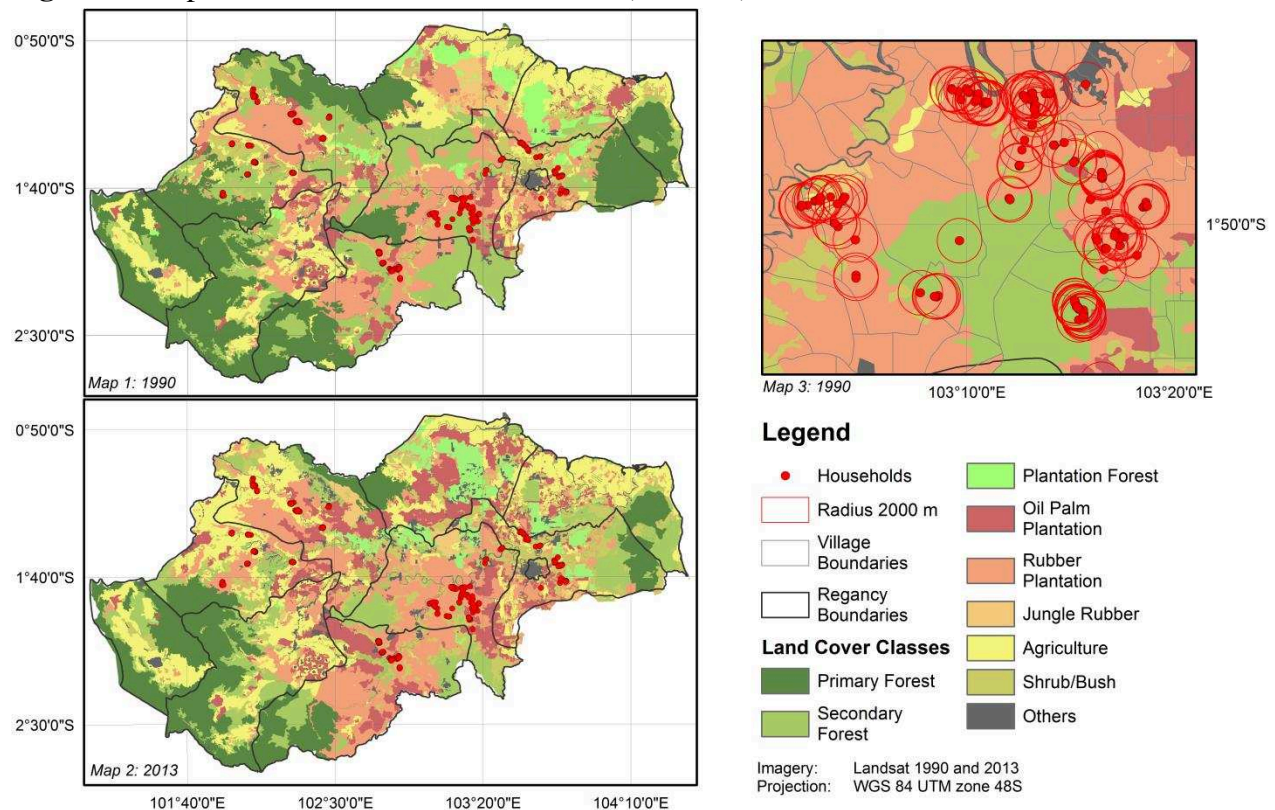 0°50'0"S
1°40'0"S
2°30'0"S
Map 1: 1990
0°50'0"S
1°40'0"S
2°30'0"S
Map 2: 2013
101°40'0"E
102°30'0"E
103°20'0"E
104°10'0"E
1°50'0"S
Map 3: 1990
103°10'0"E
103°20'0"E
Legend
Households
Radius 2000 m
Village
Boundaries
Regancy
Boundaries
Land Cover Classes
Primary Forest
Secondary
Forest
Plantation Forest
Oil Palm
Plantation
Rubber
Plantation
Jungle Rubber
Agriculture
Shrub/Bush
Others
Imagery: Landsat 1990 and 2013
Projection: WGS 84 UTM zone 48S